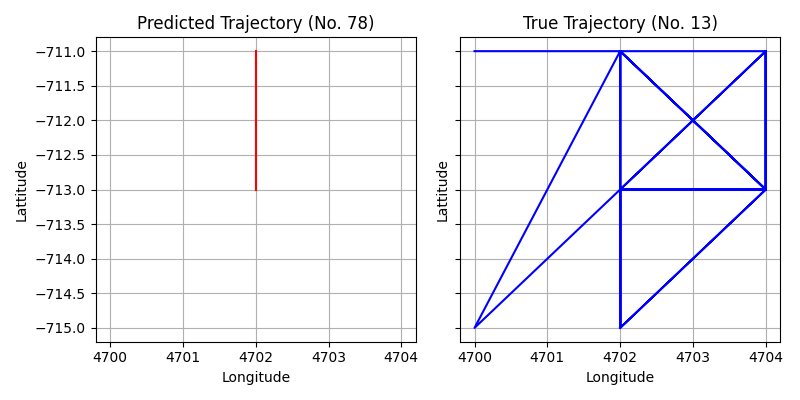 Predicted Trajectory (No. 78)
True Trajectory (No. 13)
−711.0
−711.5
−712.0
−712.5
−713.0
−713.5
−714.0
−714.5
−715.0
Lattitude
Lattitude
4700 4701 4702 4703 4704
4700 4701 4702 4703 4704
Longitude
Longitude